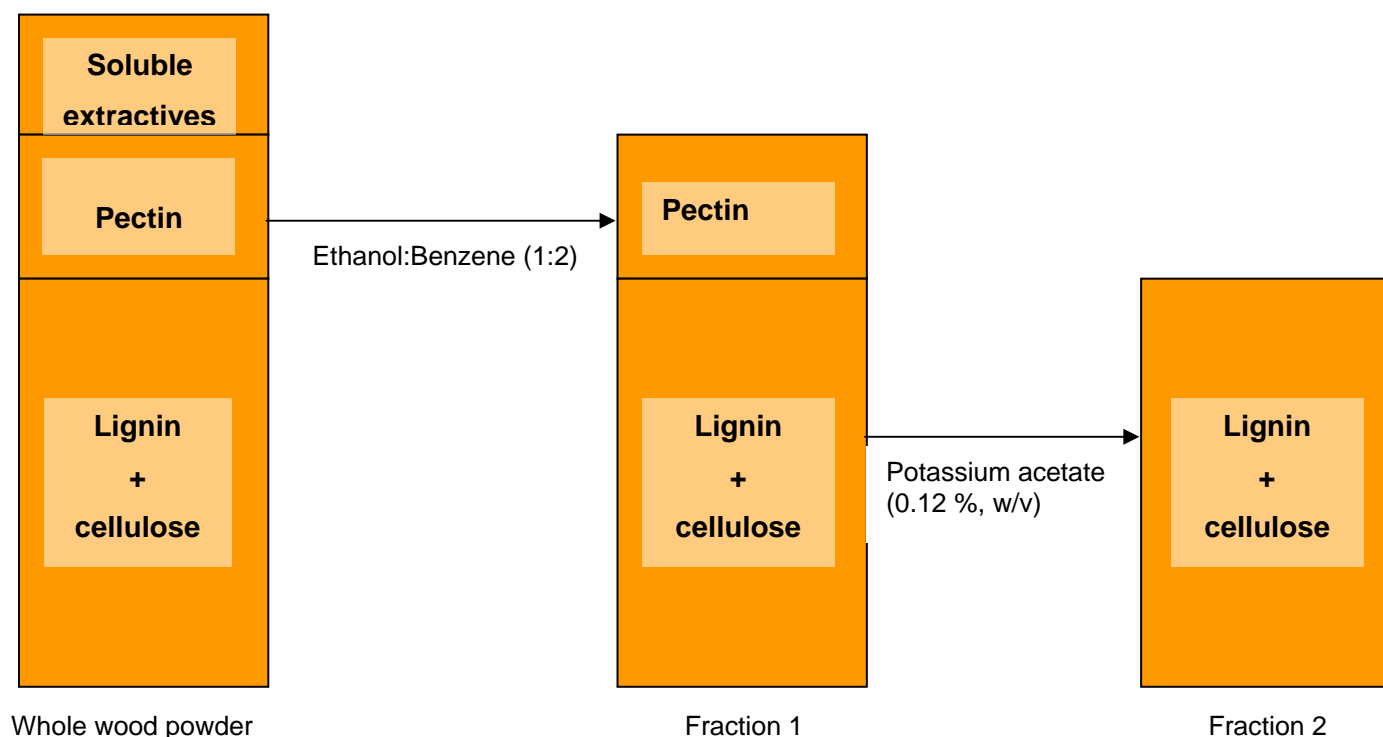 Soluble
extractives
Pectin
Lignin
+
cellulose
Whole wood powder
Ethanol:Benzene (1:2)
Pectin
Lignin
+
cellulose
Fraction 1
Potassium acetate
(0.12 %, w/v)
Lignin
+
cellulose
Fraction 2